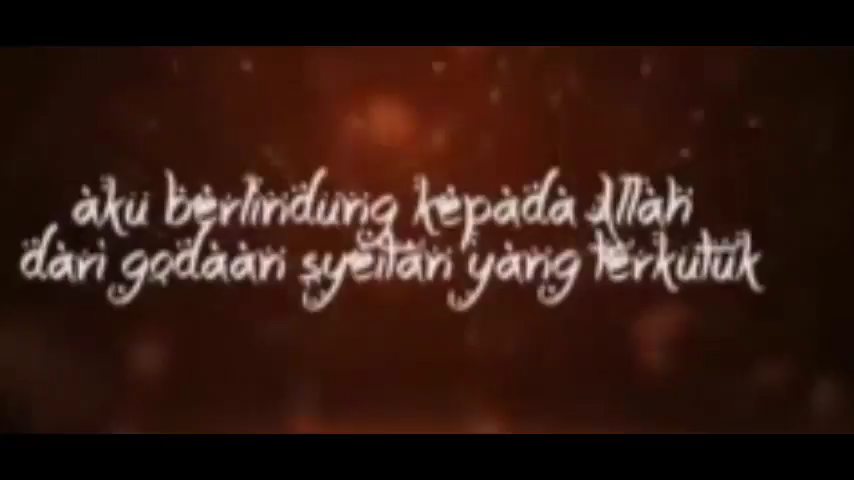 aku berlindung kepada Allah
dari godaan syeitan yang terkutuk